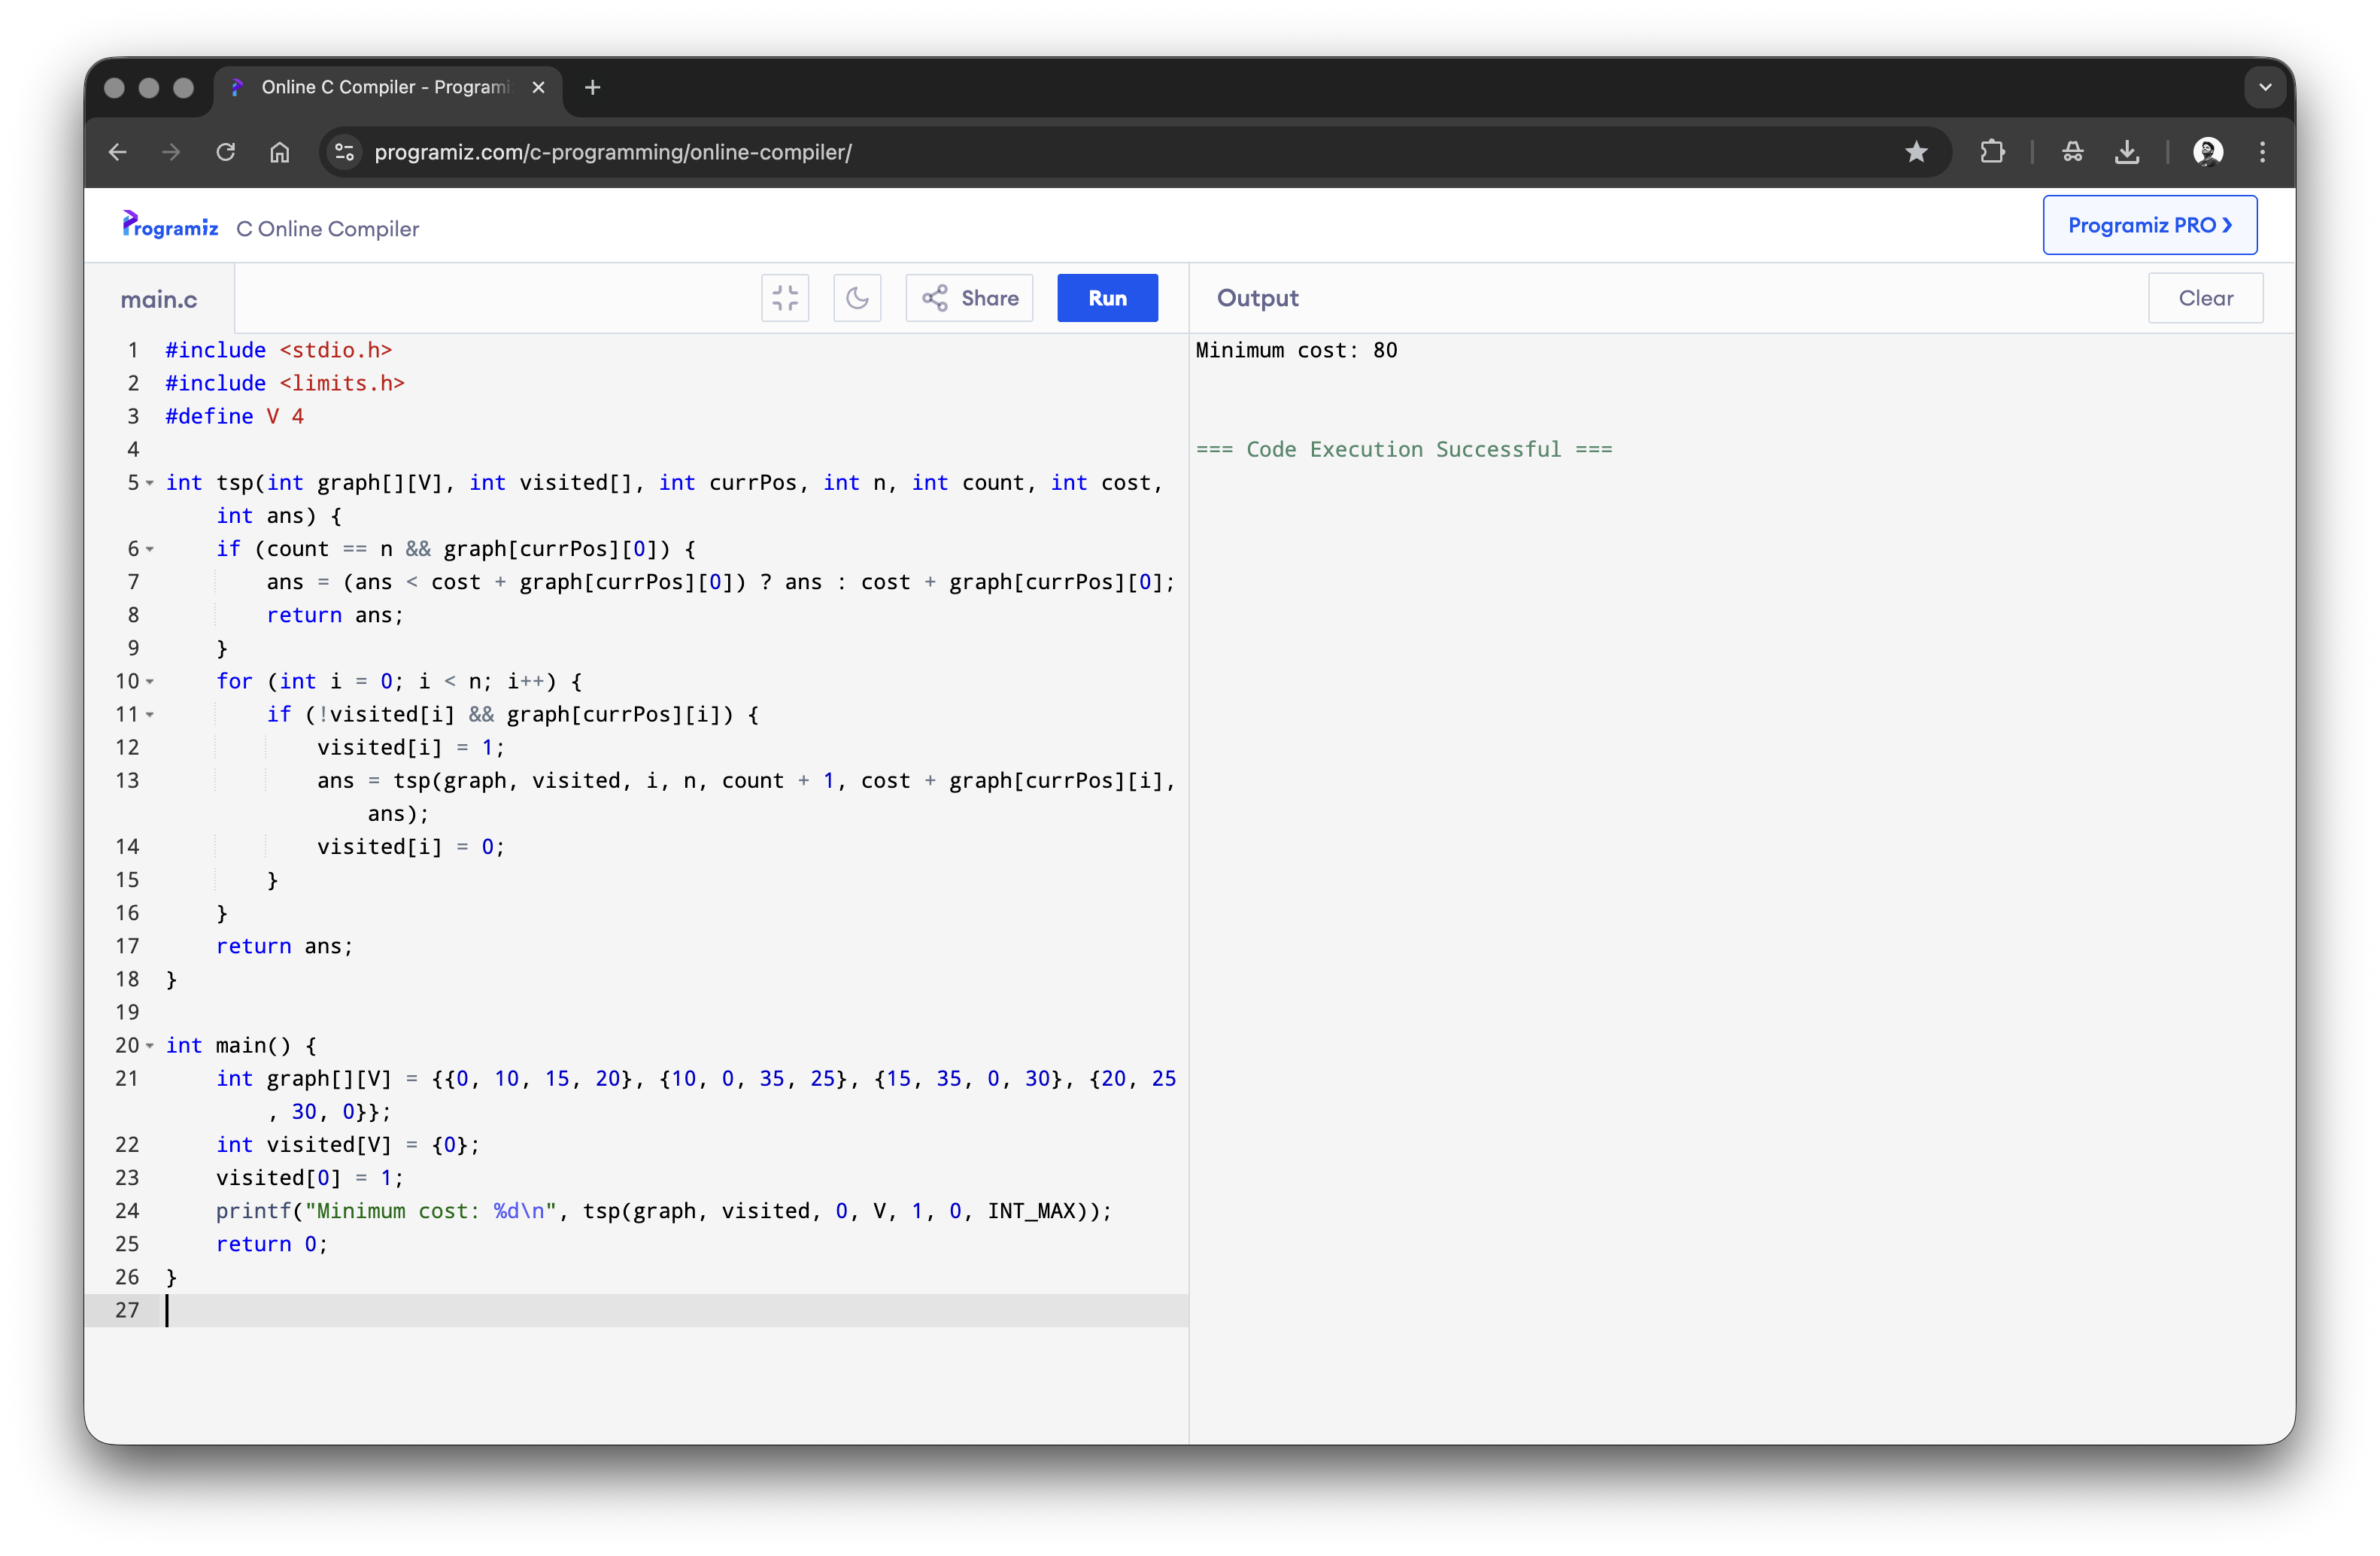 Online C Compiler - Programi
programiz.com/c-programming/online-compiler/
Programiz C Online Compiler
Programiz PRO ❯
main.c
Share
Run
Output
Clear
1 #include <stdio.h>
2 #include <limits.h>
3 #define V 4
4
5 int tsp(int graph[][V], int visited[], int currPos, int n, int count, int cost,
int ans) {
6 if (count == n && graph[currPos][0]) {
7 ans = (ans < cost + graph[currPos][0]) ? ans : cost + graph[currPos][0];
8 return ans;
9 }
10 for (int i = 0; i < n; i++) {
11 if (!visited[i] && graph[currPos][i]) {
12 visited[i] = 1;
13 ans = tsp(graph, visited, i, n, count + 1, cost + graph[currPos][i],
ans);
14 visited[i] = 0;
15 }
16 }
17 return ans;
18 }
19
20 int main() {
21 int graph[][V] = {{0, 10, 15, 20}, {10, 0, 35, 25}, {15, 35, 0, 30}, {20, 25
, 30, 0}};
22 int visited[V] = {0};
23 visited[0] = 1;
24 printf("Minimum cost: %d\n", tsp(graph, visited, 0, V, 1, 0, INT_MAX));
25 return 0;
26 }
27
Minimum cost: 80
=== Code Execution Successful ===